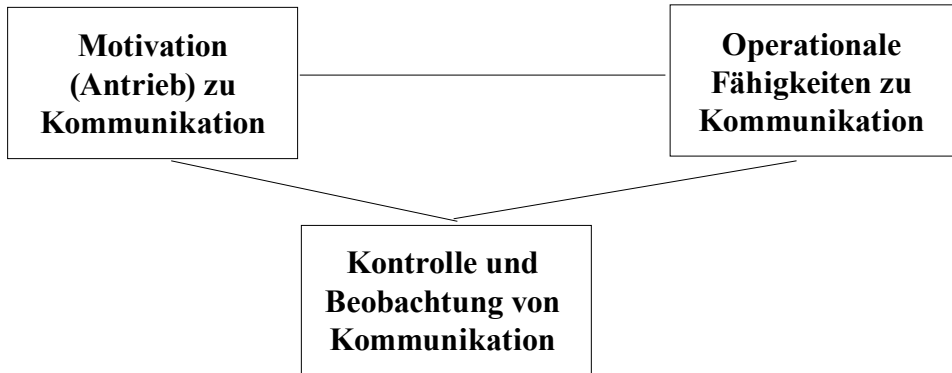 Motivation
(Antrieb) zu
Kommunikation
Operationale
Fähigkeiten zu
Kommunikation
Kontrolle und
Beobachtung von
Kommunikation